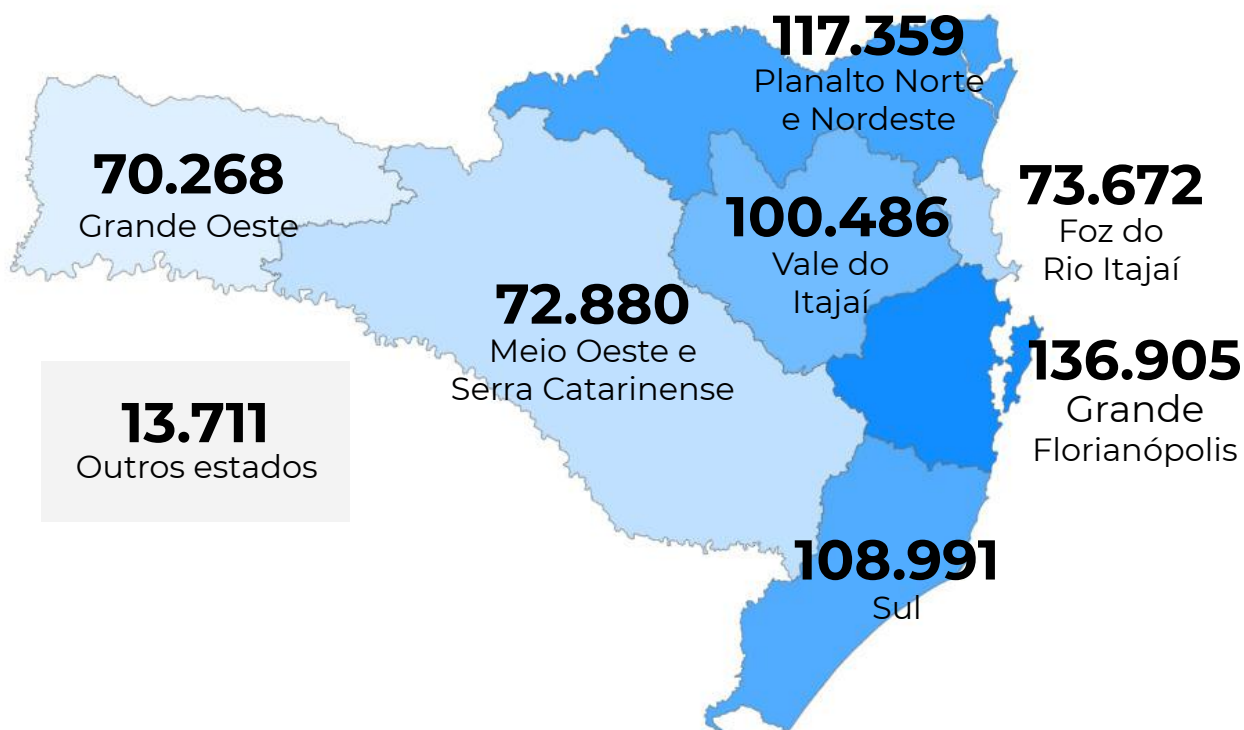 117.359
Planalto Norte
e Nordeste
70.268
Grande Oeste
100.486
Vale do
Itajaí
73.672
Foz do
Rio Itajaí
72.880
Meio Oeste e
Serra Catarinense
136.905
Grande
Florianópolis
13.711
Outros estados
108.991
Sul